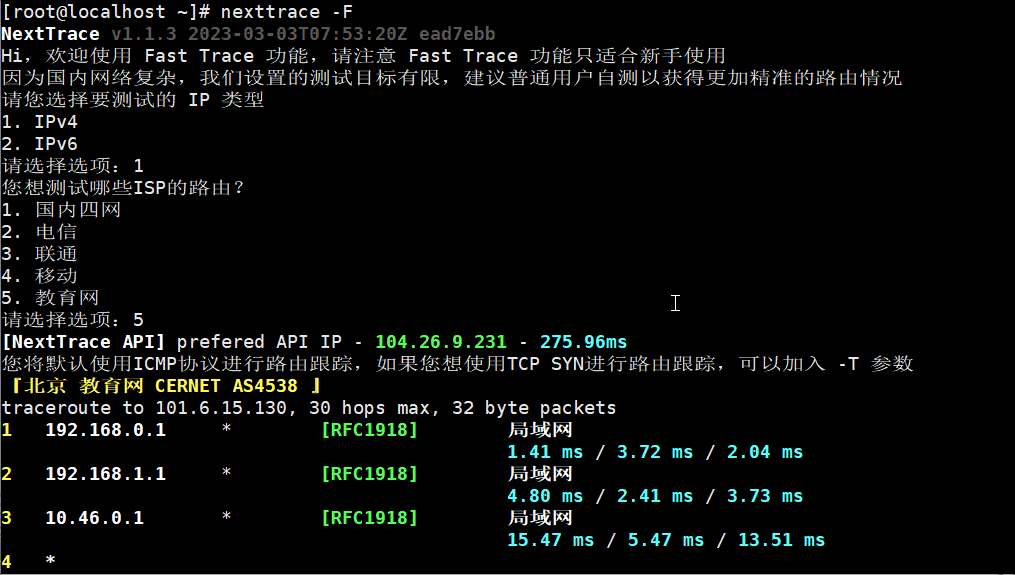 [root@localhost ~]# nexttrace -F
NextTrace v1.1.3 2023-03-03T07:53:20Z ead7ebb
Hi，欢迎使用 Fast Trace 功能，请注意 Fast Trace 功能只适合新手使用
因为国内网络复杂，我们设置的测试目标有限，建议普通用户自测以获得更加精准的路由情况
请您选择要测试的 IP 类型
1. IPv4
2. IPv6
请选择选项：1
您想测试哪些ISP的路由？
1. 国内四网
2. 电信
3. 联通
4. 移动
5. 教育网
请选择选项：5
[NextTrace API] prefered API IP - 104.26.9.231 - 275.96ms
您将默认使用ICMP协议进行路由跟踪，如果您想使用TCP SYN进行路由跟踪，可以加入 -T 参数
『北京 教育网 CERNET AS4538 』
traceroute to 101.6.15.130, 30 hops max, 32 byte packets
1 192.168.0.1 * [RFC1918] 局域网
1.41 ms / 3.72 ms / 2.04 ms
2 192.168.1.1 * [RFC1918] 局域网
4.80 ms / 2.41 ms / 3.73 ms
3 10.46.0.1 * [RFC1918] 局域网
15.47 ms / 5.47 ms / 13.51 ms
4 *